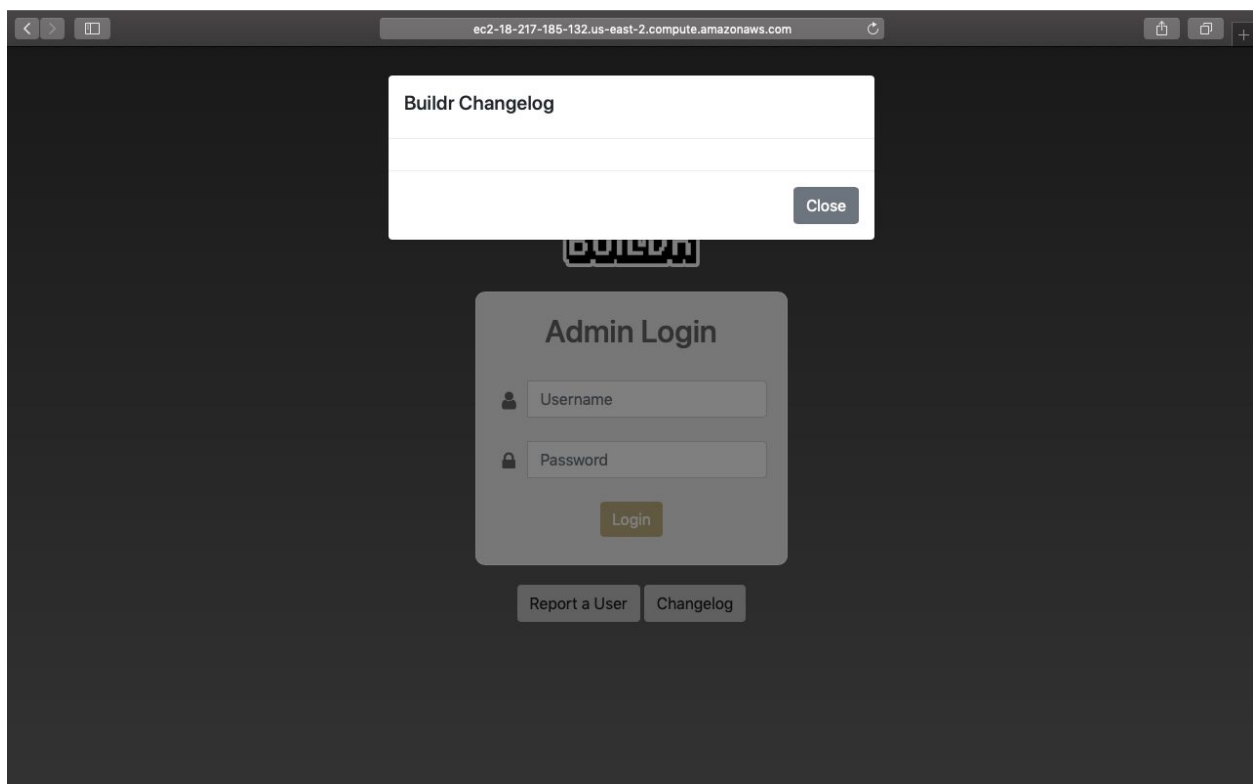 ec2-18-217-185-132.us-east-2.compute.amazonaws.com
Buildr Changelog
Close
BUILDR
Admin Login
Username
Password
Login
Report a User Changelog